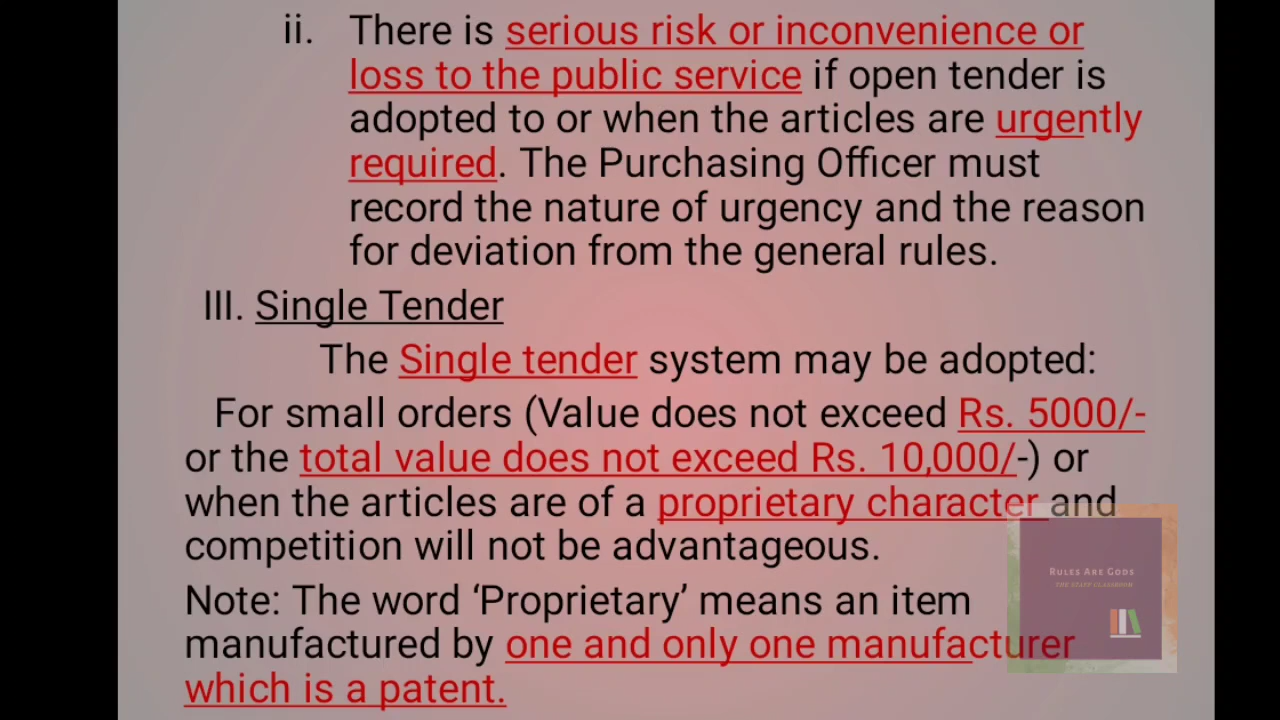 ii. There is serious risk or inconvenience or
loss to the public service if open tender is
adopted to or when the articles are urgently
required. The Purchasing Officer must
record the nature of urgency and the reason
for deviation from the general rules.
III. Single Tender
The Single tender system may be adopted:
For small orders (Value does not exceed Rs. 5000/-
or the total value does not exceed Rs. 10,000/-) or
when the articles are of a proprietary character and
competition will not be advantageous.
Note: The word ‘Proprietary’ means an item
manufactured by one and only one manufacturer
which is a patent.
RULES ARE GODS
THE STAFF CLASSROOM